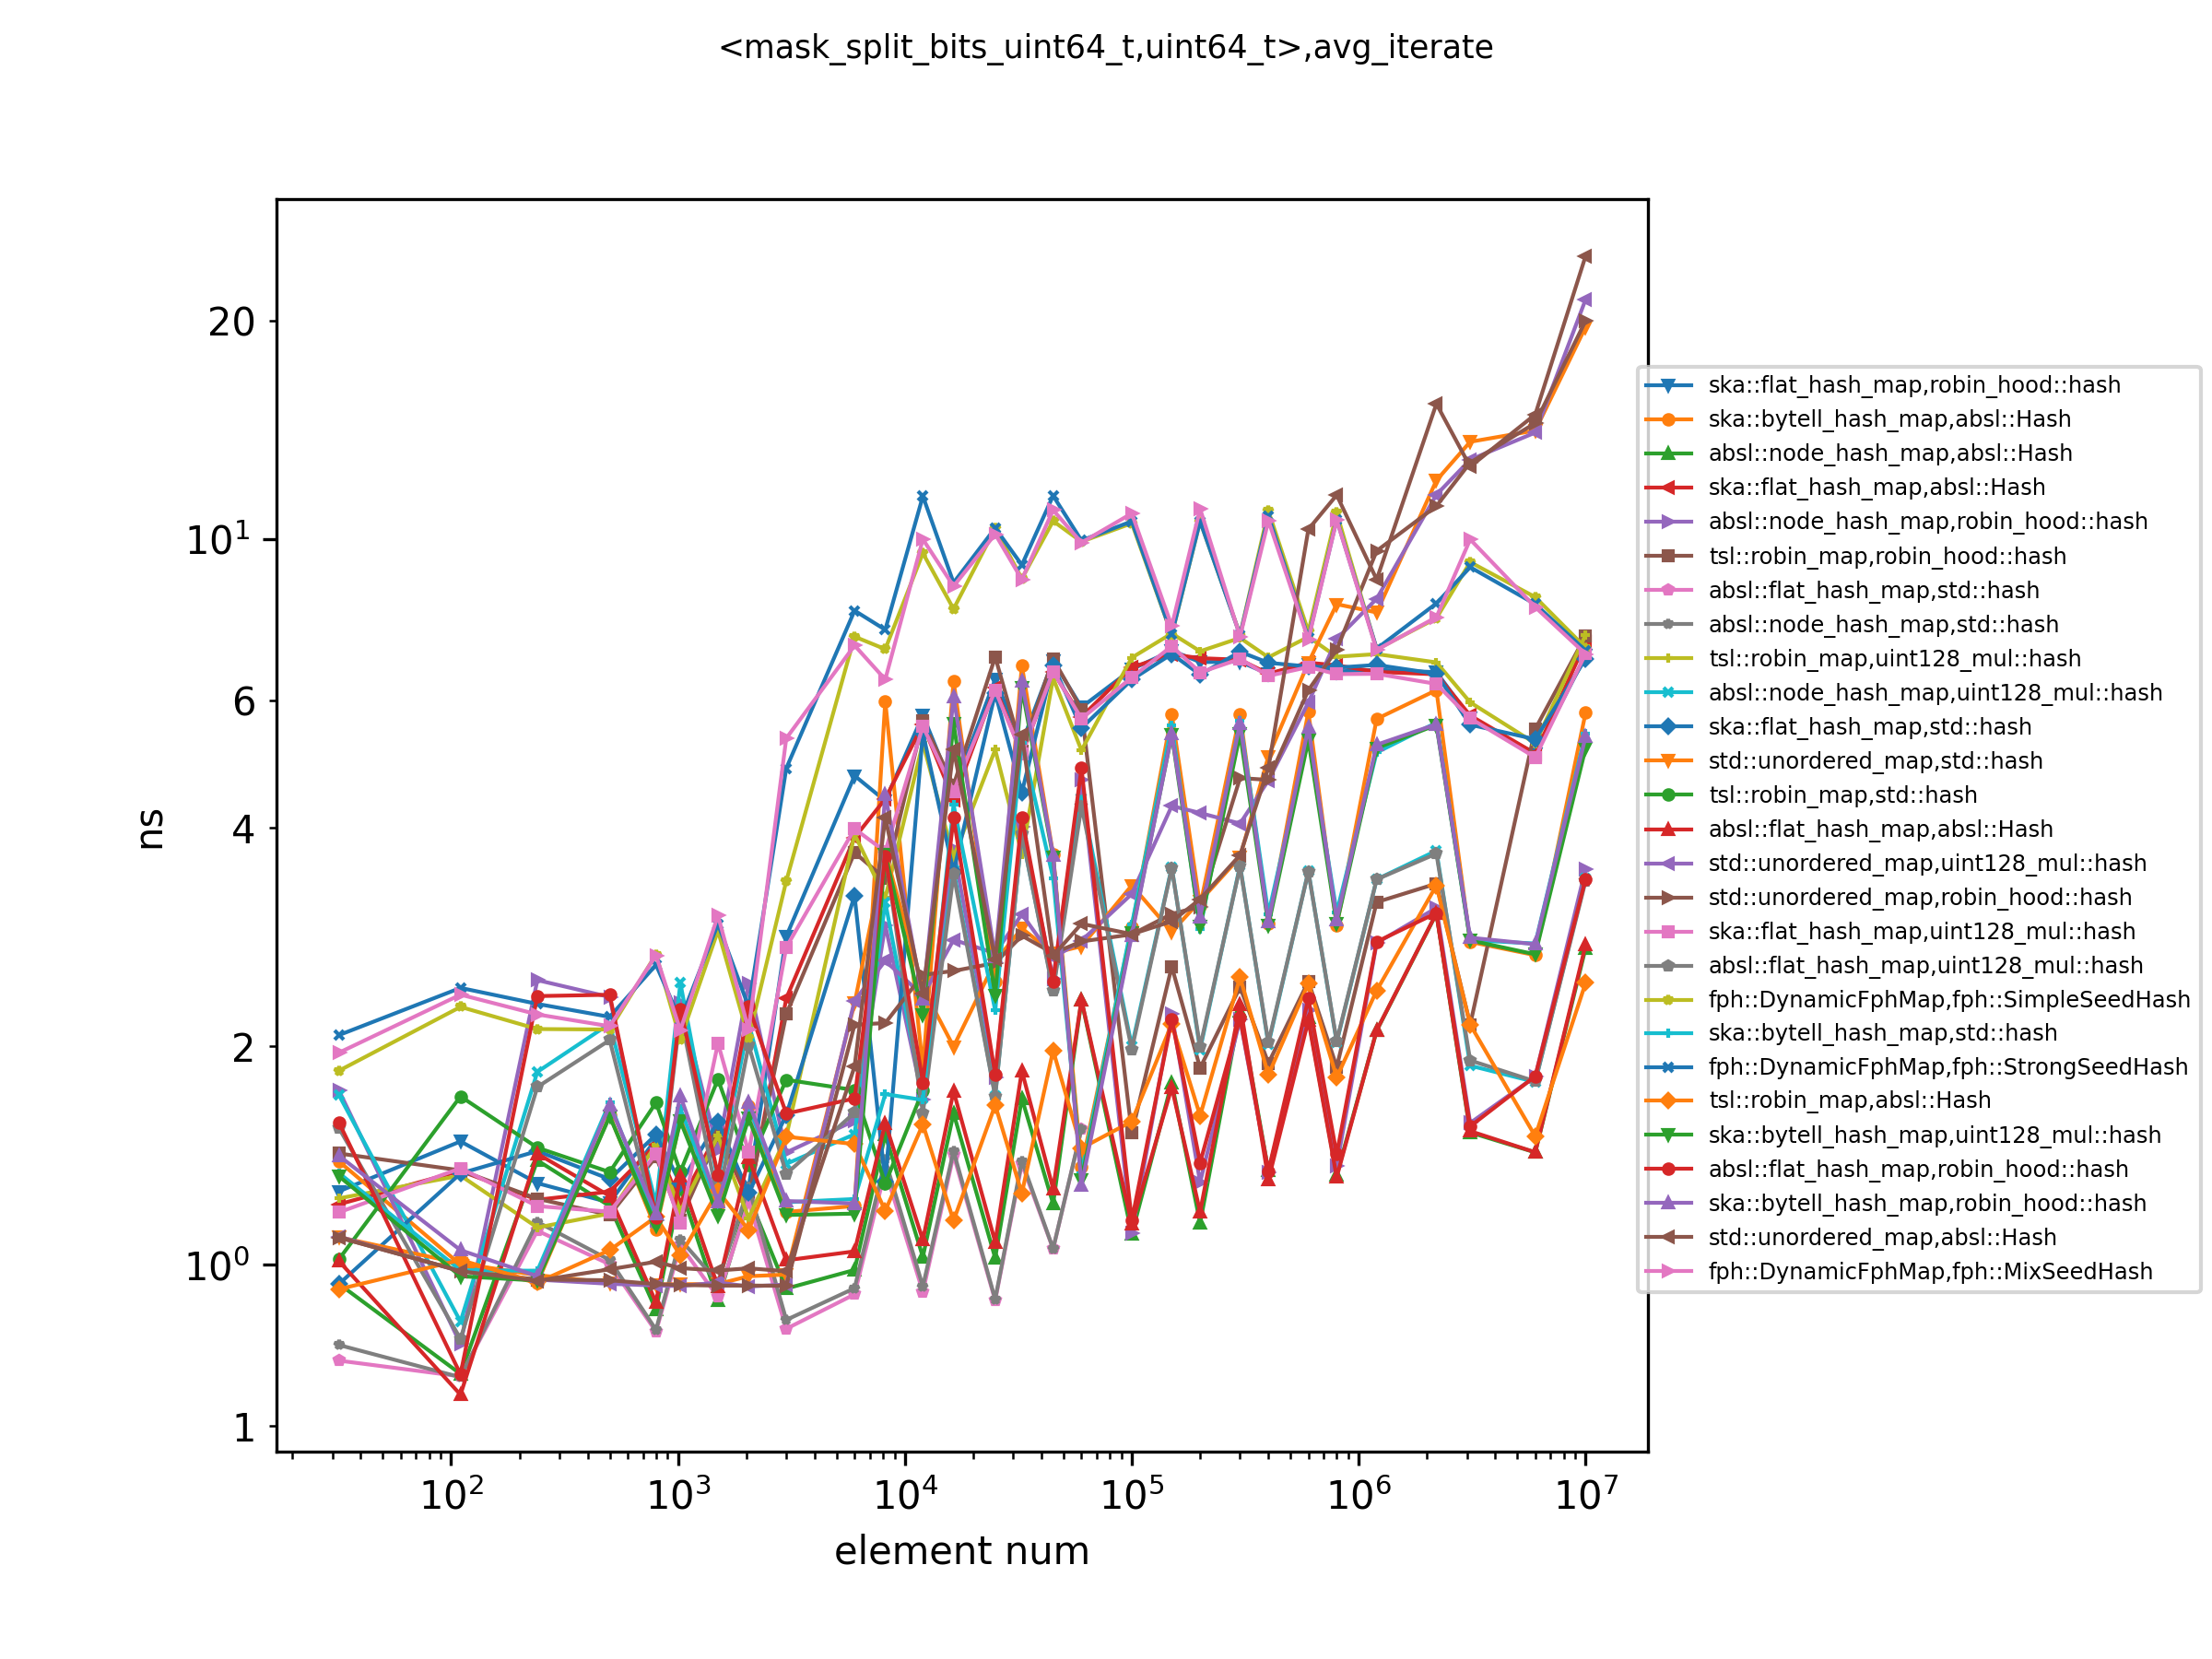 <mask_split_bits_uint64_t,uint64_t>,avg_iterate
20
10¹
6
4
2
10⁰
1
ns
10²
10³
10⁴
10⁵
10⁶
10⁷
element num
ska::flat_hash_map,robin_hood::hash
ska::bytell_hash_map,absl::Hash
absl::node_hash_map,absl::Hash
ska::flat_hash_map,absl::Hash
absl::node_hash_map,robin_hood::hash
tsl::robin_map,robin_hood::hash
absl::flat_hash_map,std::hash
absl::node_hash_map,std::hash
tsl::robin_map,uint128_mul::hash
absl::node_hash_map,uint128_mul::hash
ska::flat_hash_map,std::hash
std::unordered_map,std::hash
tsl::robin_map,std::hash
absl::flat_hash_map,absl::Hash
std::unordered_map,uint128_mul::hash
std::unordered_map,robin_hood::hash
ska::flat_hash_map,uint128_mul::hash
absl::flat_hash_map,uint128_mul::hash
fph::DynamicFphMap,fph::SimpleSeedHash
ska::bytell_hash_map,std::hash
fph::DynamicFphMap,fph::StrongSeedHash
tsl::robin_map,absl::Hash
ska::bytell_hash_map,uint128_mul::hash
absl::flat_hash_map,robin_hood::hash
ska::bytell_hash_map,robin_hood::hash
std::unordered_map,absl::Hash
fph::DynamicFphMap,fph::MixSeedHash